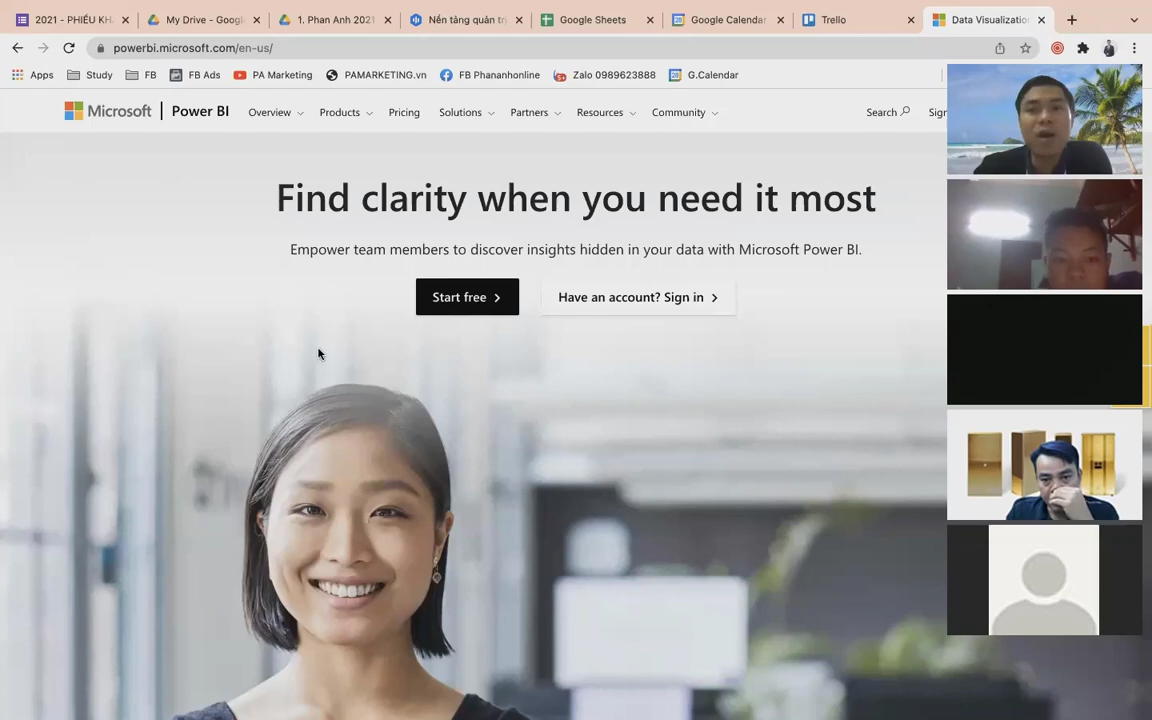 2021 - PHIẾU KH
My Drive - Googl
1. Phan Anh 2021
Nền tảng quản trị
Google Sheets
Google Calendar
Trello
Data Visualization
powerbi.microsoft.com/en-us/
Apps
Study
FB
FB Ads
PA Marketing
PAMARKETING.vn
FB Phananhonline
Zalo 0989623888
G.Calendar
Microsoft
Power BI
Overview
Products
Pricing
Solutions
Partners
Resources
Community
Search
Sign
Find clarity when you need it most
Empower team members to discover insights hidden in your data with Microsoft Power BI.
Start free
Have an account? Sign in